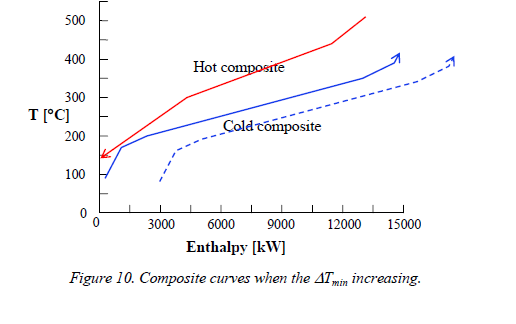 500
400
Hot composite
300
T [°C]
200
Cold composite
100
0
0 3000 6000 9000 12000 15000
Enthalpy [kW]
Figure 10. Composite curves when the ΔTmin increasing.